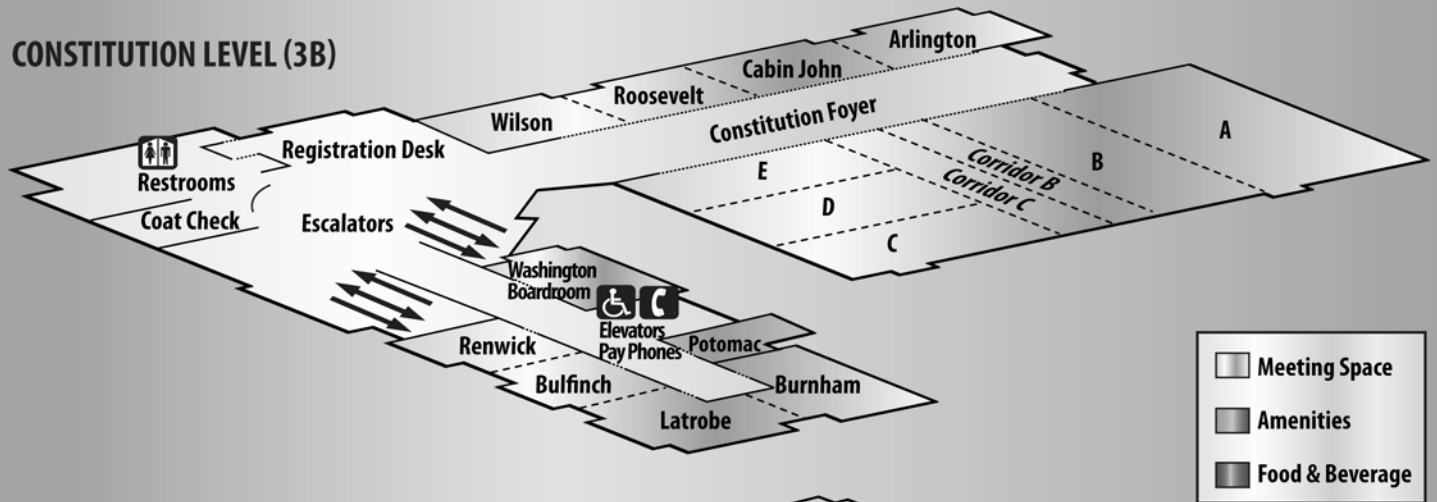 CONSTITUTION LEVEL (3B)
Arlington
Cabin John
Roosevelt
Wilson
Constitution Foyer
Registration Desk
Restrooms
Coat Check
Escalators
A
B
Corridor B
Corridor C
E
D
C
Washington
Boardroom
Elevators
Pay Phones
Potomac
Renwick
Bulfinch
Burnham
Latrobe
Meeting Space
Amenities
Food & Beverage